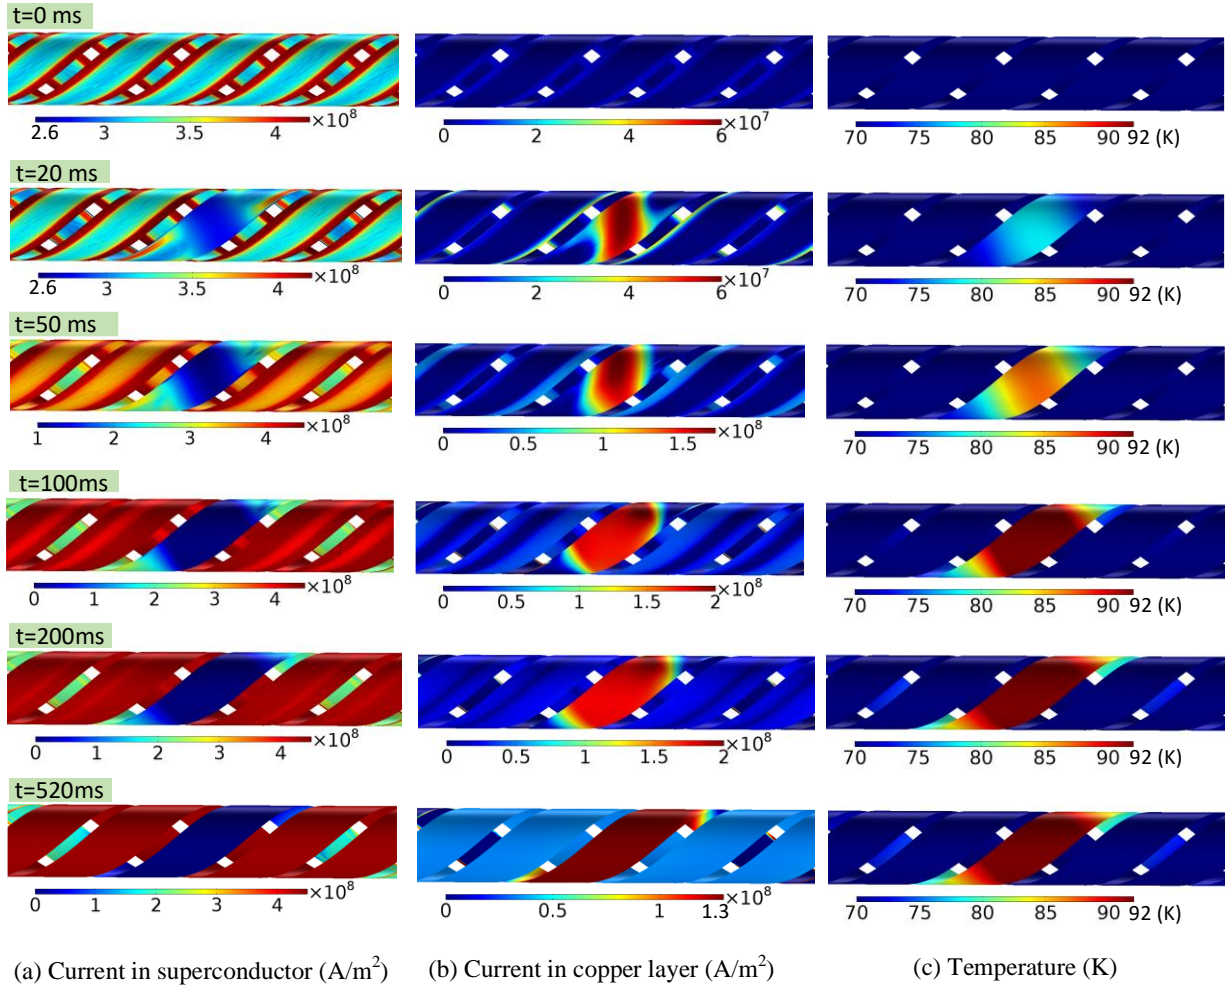 t=0 ms
2.6 3 3.5 4 ×10⁸
0 2 4 6 ×10⁷
70 75 80 85 90 92 (K)
t=20 ms
2.6 3 3.5 4 ×10⁸
0 2 4 6 ×10⁷
70 75 80 85 90 92 (K)
t=50 ms
1 2 3 4 ×10⁸
0 0.5 1 1.5 ×10⁸
70 75 80 85 90 92 (K)
t=100ms
0 1 2 3 4 ×10⁸
0 0.5 1 1.5 2 ×10⁸
70 75 80 85 90 92 (K)
t=200ms
0 1 2 3 4 ×10⁸
0 0.5 1 1.5 2 ×10⁸
70 75 80 85 90 92 (K)
t=520ms
0 1 2 3 4 ×10⁸
0 0.5 1 1.3 ×10⁸
70 75 80 85 90 92 (K)
(a) Current in superconductor (A/m²)
(b) Current in copper layer (A/m²)
(c) Temperature (K)